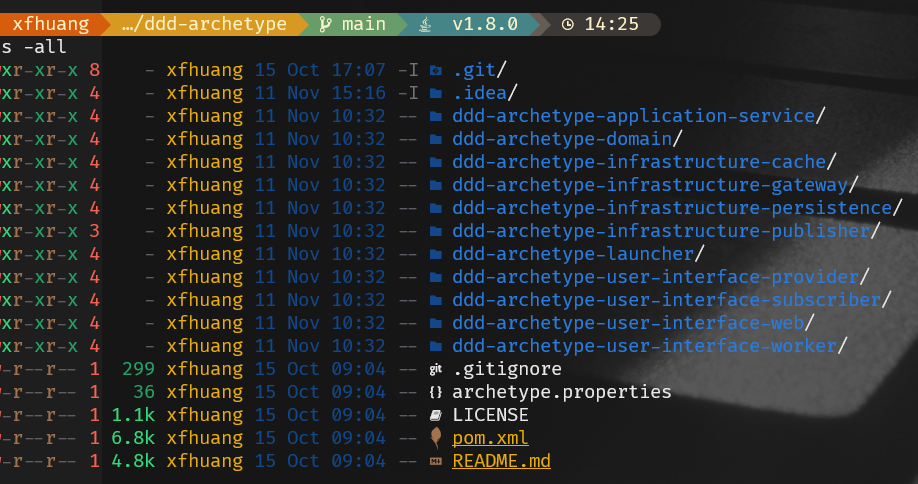 xfhuang …/ddd-archetype main v1.8.0 14:25
s -all
xr-xr-x 8 - xfhuang 15 Oct 17:07 -I .git/
xr-xr-x 4 - xfhuang 11 Nov 15:16 -I .idea/
xr-xr-x 4 - xfhuang 11 Nov 10:32 -- ddd-archetype-application-service/
xr-xr-x 4 - xfhuang 11 Nov 10:32 -- ddd-archetype-domain/
xr-xr-x 4 - xfhuang 11 Nov 10:32 -- ddd-archetype-infrastructure-cache/
xr-xr-x 4 - xfhuang 11 Nov 10:32 -- ddd-archetype-infrastructure-gateway/
xr-xr-x 4 - xfhuang 11 Nov 10:32 -- ddd-archetype-infrastructure-persistence/
xr-xr-x 3 - xfhuang 11 Nov 10:32 -- ddd-archetype-infrastructure-publisher/
xr-xr-x 4 - xfhuang 11 Nov 10:32 -- ddd-archetype-launcher/
xr-xr-x 4 - xfhuang 11 Nov 10:32 -- ddd-archetype-user-interface-provider/
xr-xr-x 4 - xfhuang 11 Nov 10:32 -- ddd-archetype-user-interface-subscriber/
xr-xr-x 4 - xfhuang 11 Nov 10:32 -- ddd-archetype-user-interface-web/
xr-xr-x 4 - xfhuang 11 Nov 10:32 -- ddd-archetype-user-interface-worker/
-r--r-- 1 299 xfhuang 15 Oct 09:04 -- git .gitignore
-r--r-- 1 36 xfhuang 15 Oct 09:04 -- {} archetype.properties
-r--r-- 1 1.1k xfhuang 15 Oct 09:04 -- LICENSE
-r--r-- 1 6.8k xfhuang 15 Oct 09:04 -- pom.xml
-r--r-- 1 4.8k xfhuang 15 Oct 09:04 -- README.md